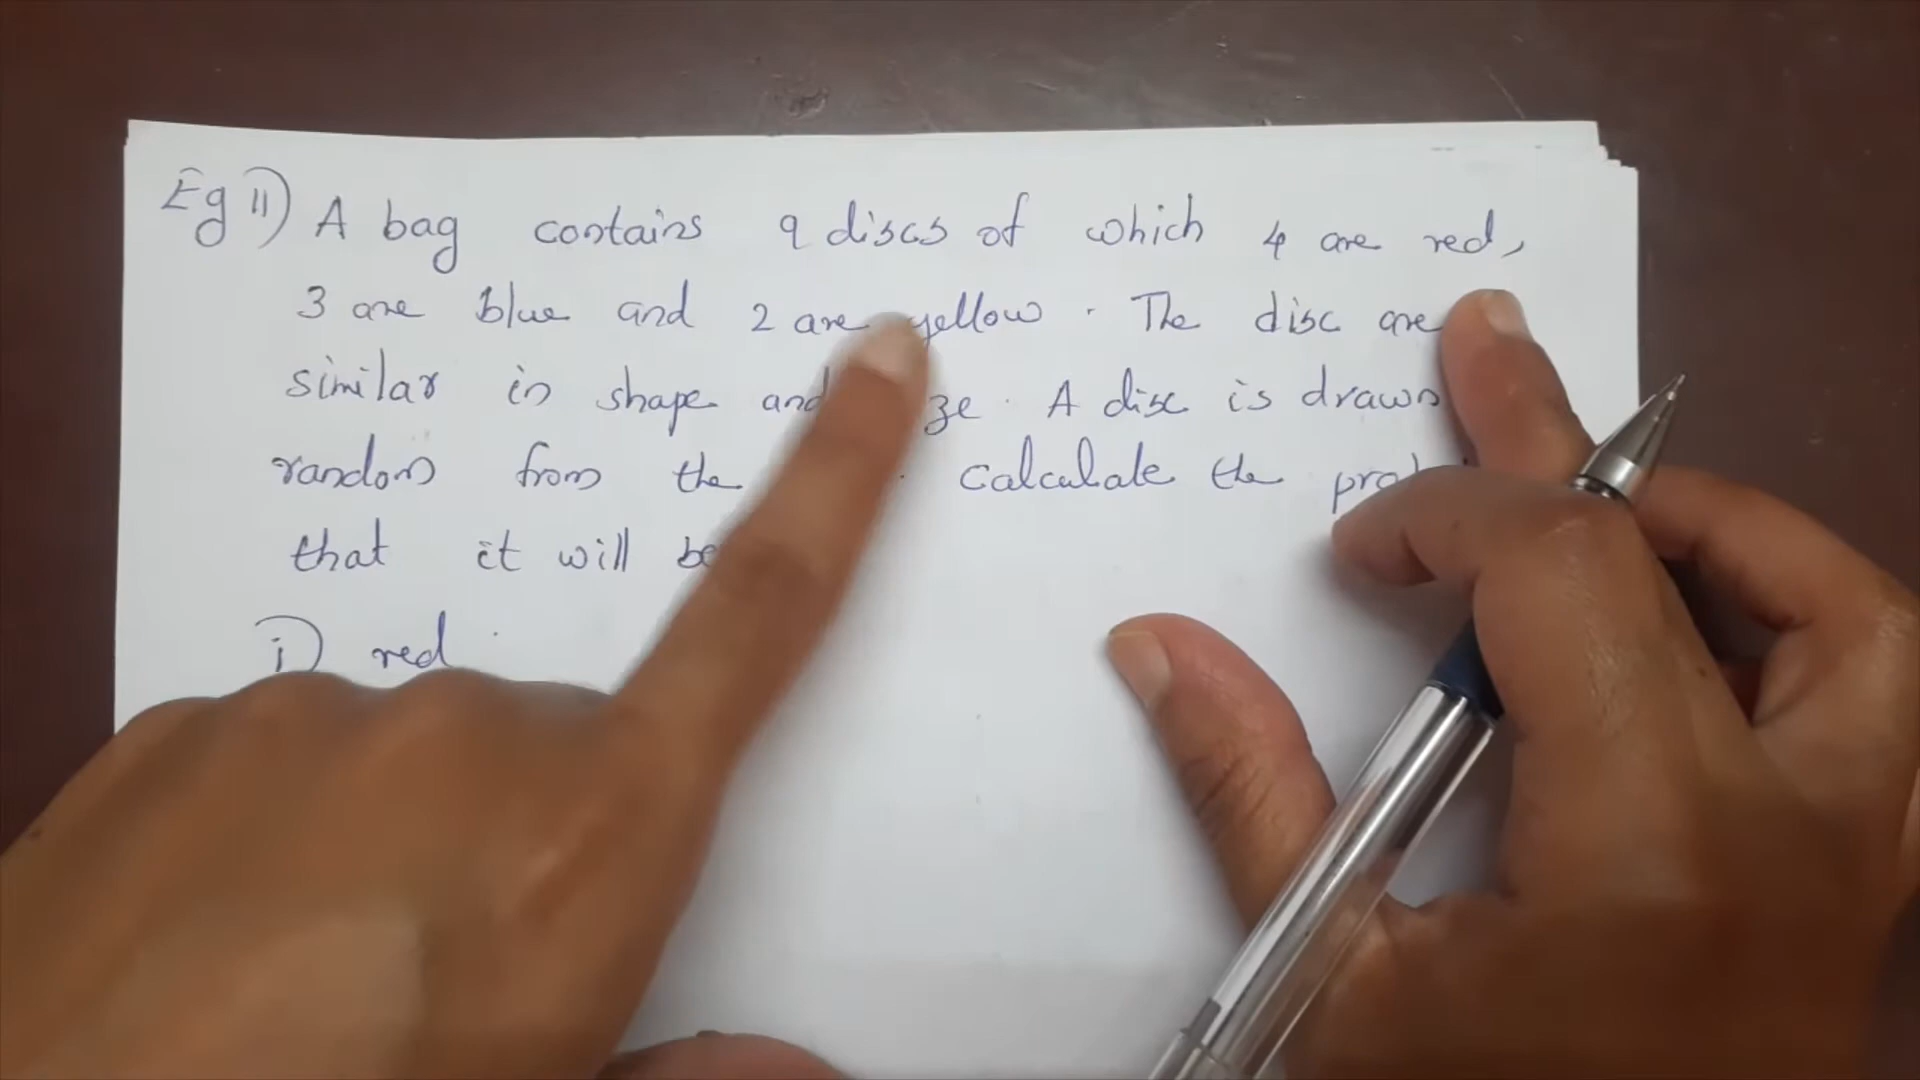 Eg 11) A bag contains 9 discs of which 4 are red,
3 are blue and 2 are yellow. The disc are
similar in shape and A disc is drawn
random from the . calculate the
that it will be
i) red.